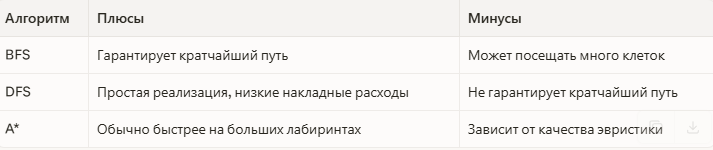 Алгоритм Плюсы Минусы
BFS Гарантирует кратчайший путь Может посещать много клеток
DFS Простая реализация, низкие накладные расходы Не гарантирует кратчайший путь
A* Обычно быстрее на больших лабиринтах Зависит от качества эвристики